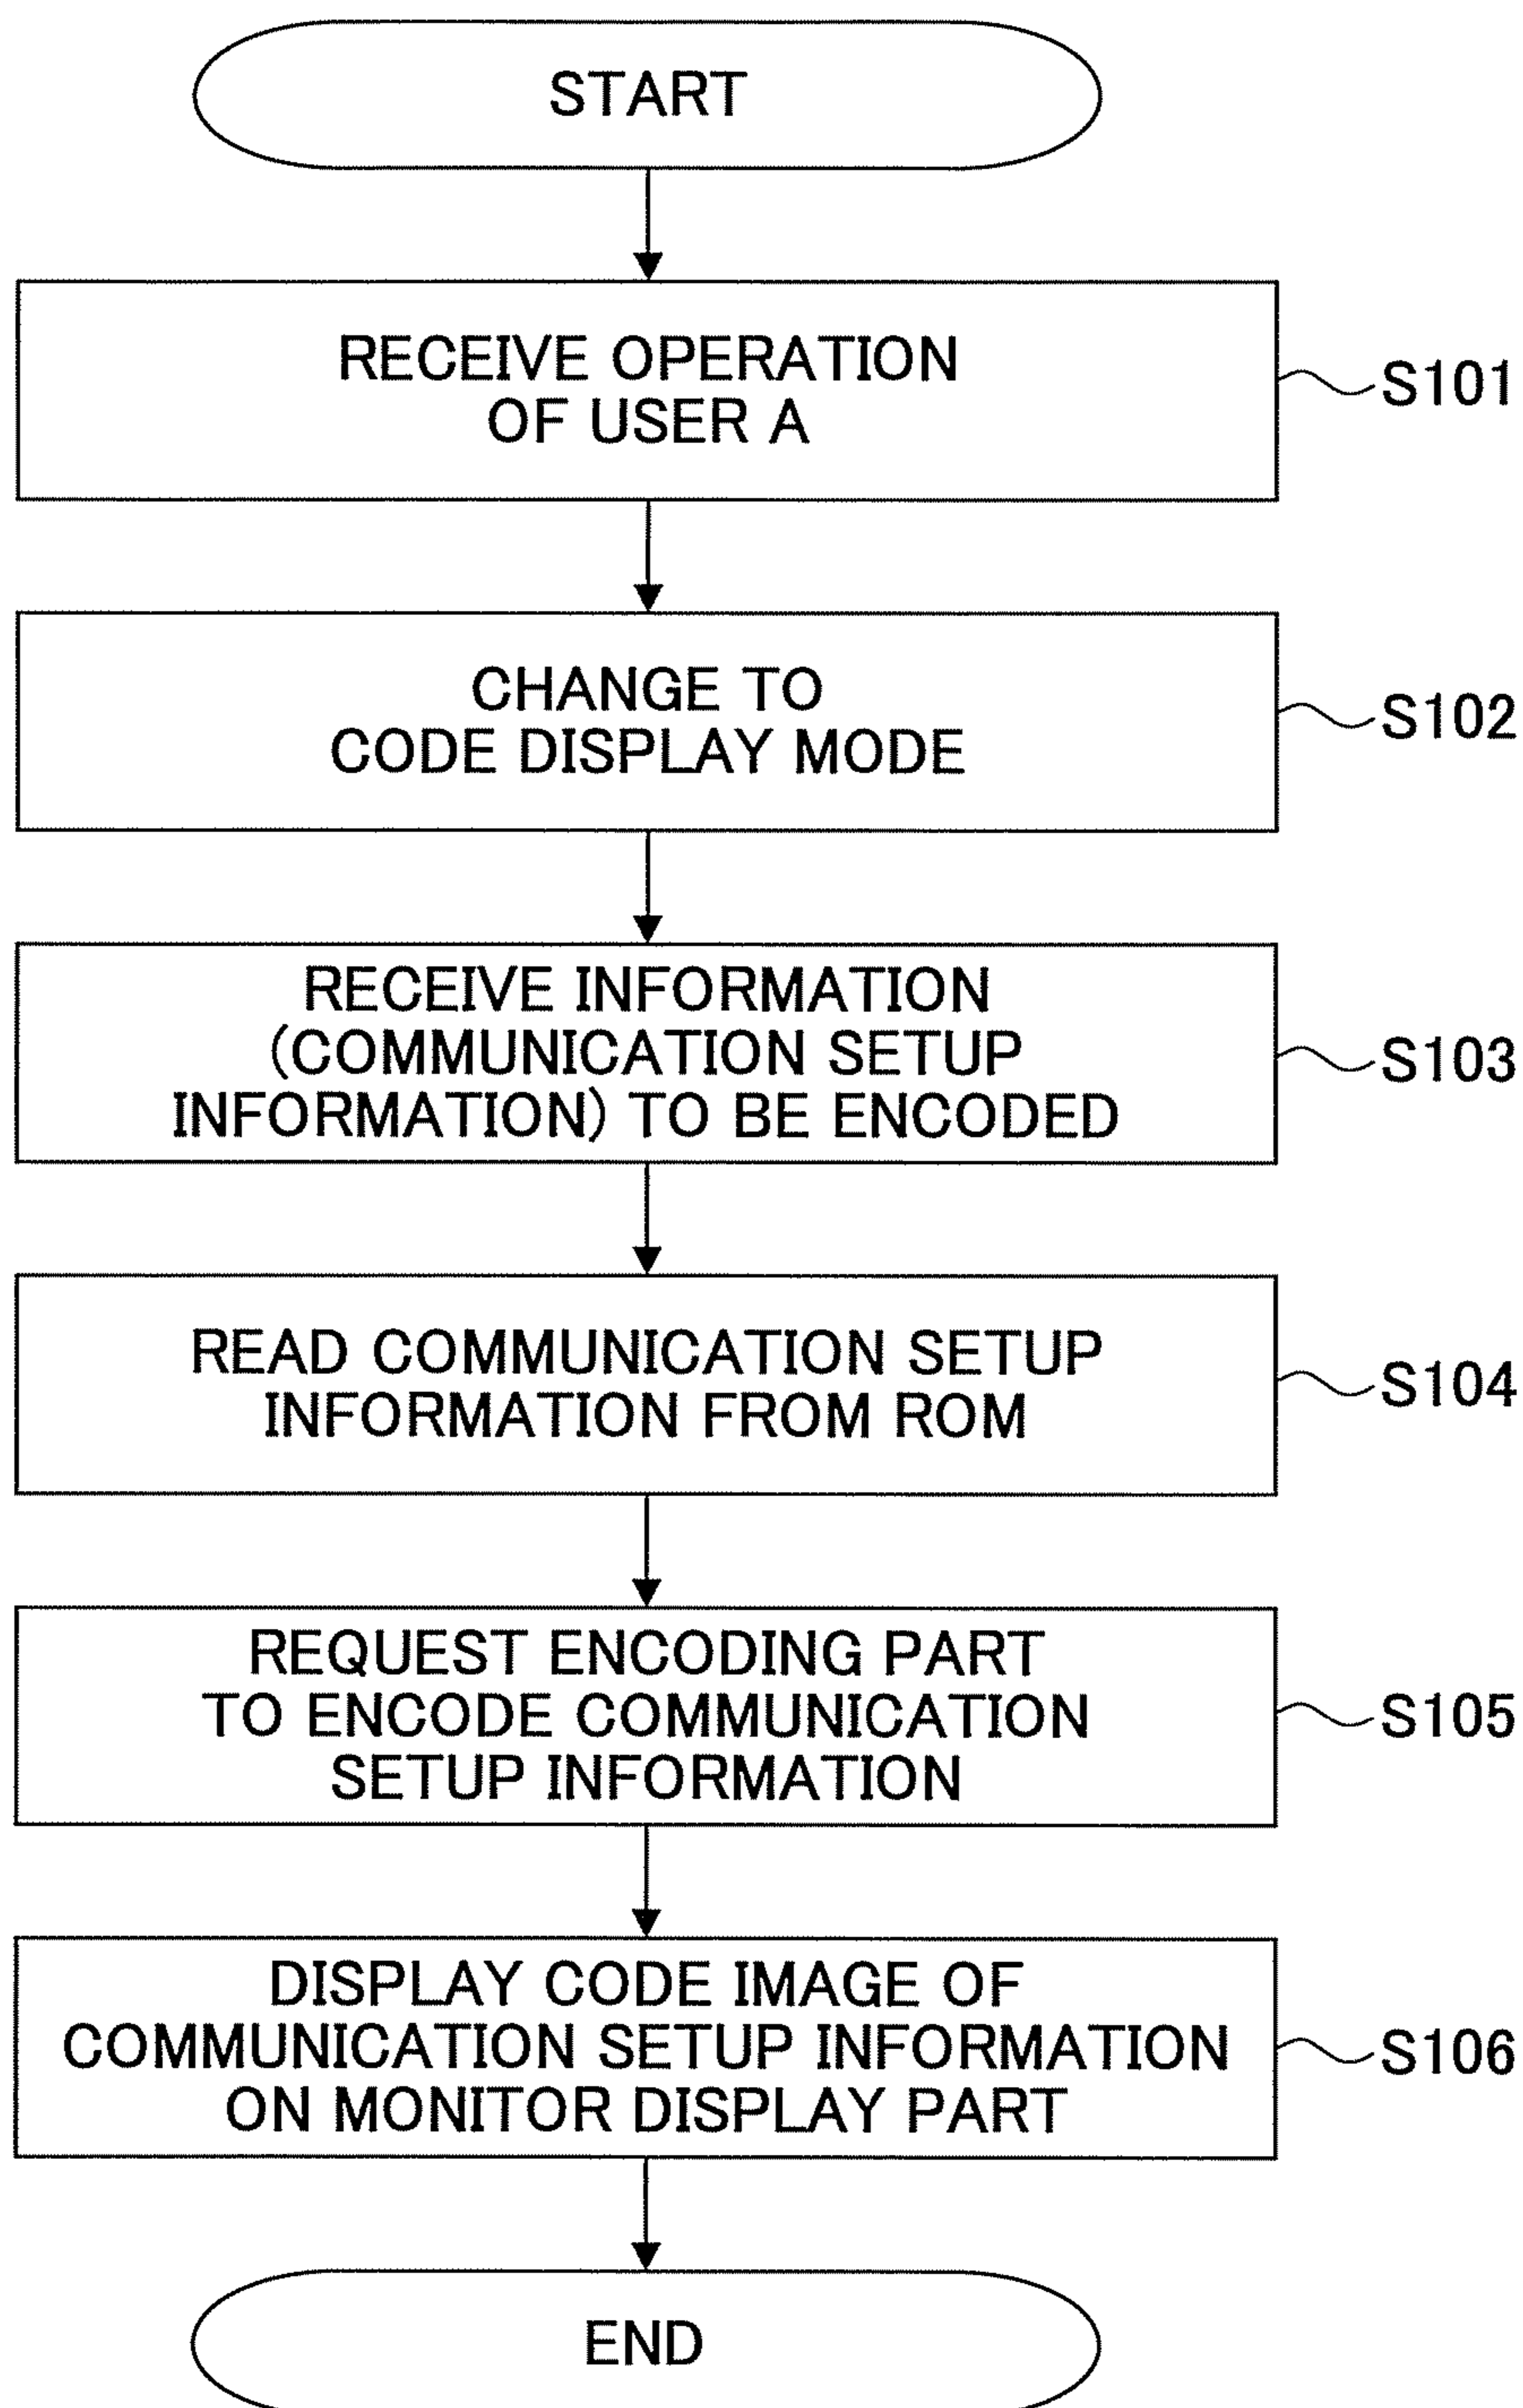 START
RECEIVE OPERATION
OF USER A
S101
CHANGE TO
CODE DISPLAY MODE
S102
RECEIVE INFORMATION
(COMMUNICATION SETUP
INFORMATION) TO BE ENCODED
S103
READ COMMUNICATION SETUP
INFORMATION FROM ROM
S104
REQUEST ENCODING PART
TO ENCODE COMMUNICATION
SETUP INFORMATION
S105
DISPLAY CODE IMAGE OF
COMMUNICATION SETUP INFORMATION
ON MONITOR DISPLAY PART
S106
END